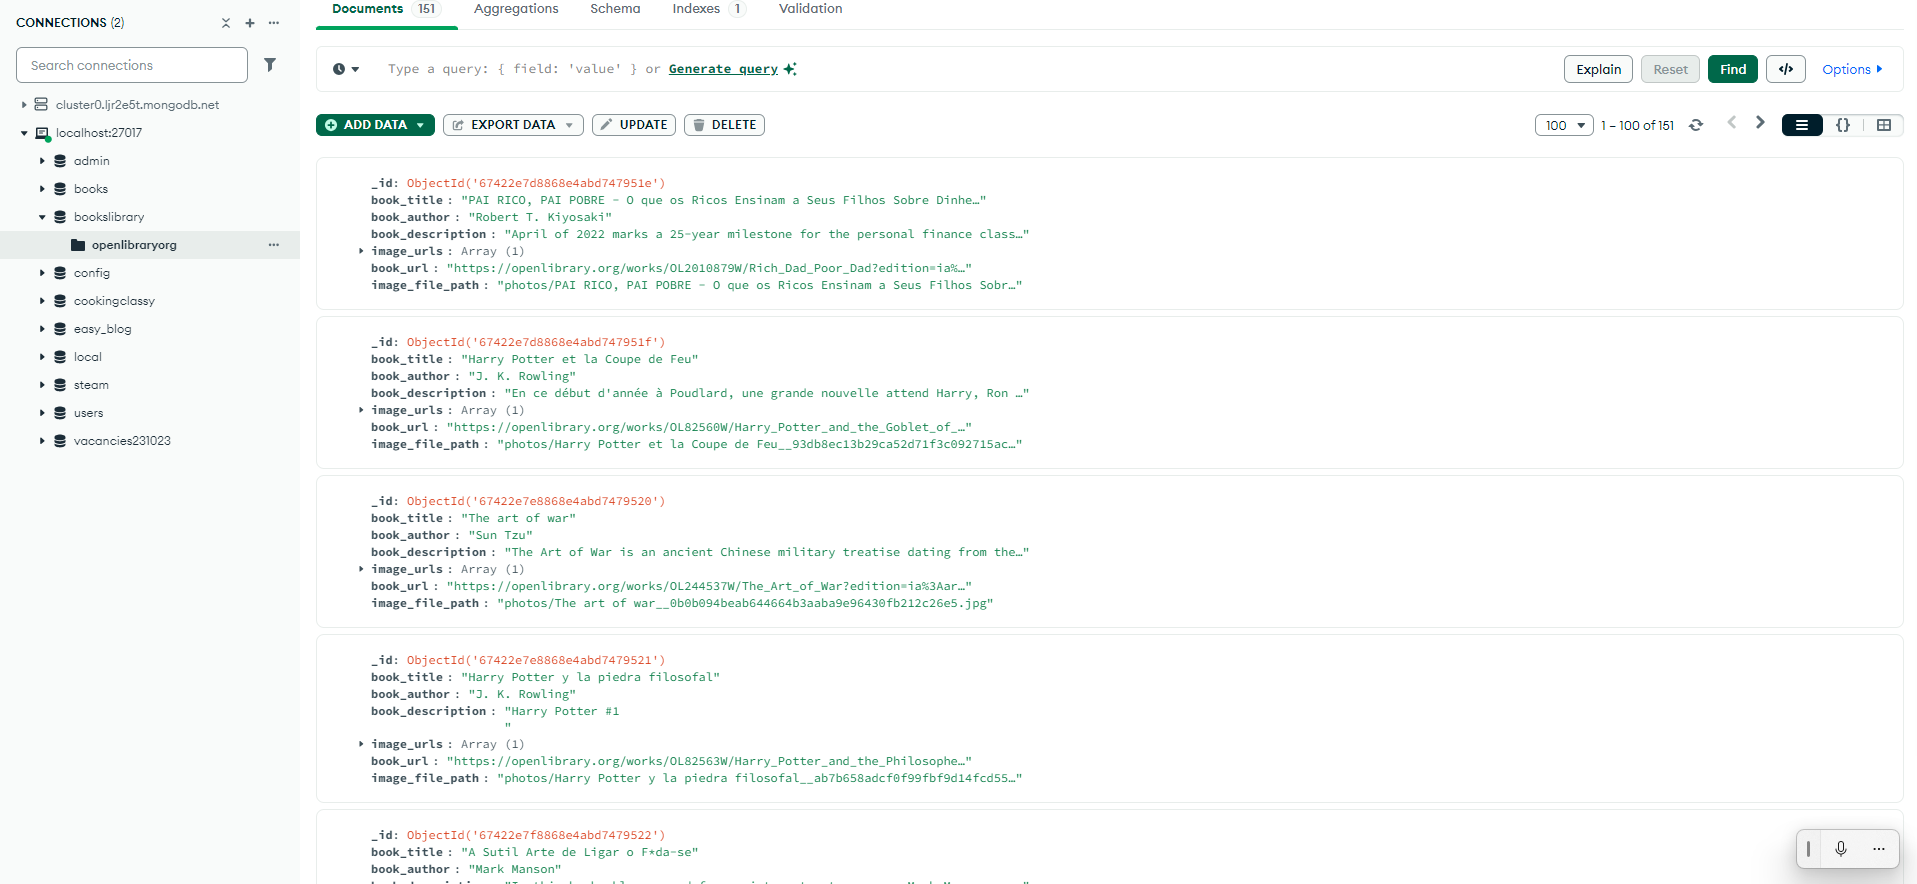 CONNECTIONS (2)
Search connections
cluster0.ljr2e5t.mongodb.net
localhost:27017
admin
books
bookslibrary
openlibraryorg
config
cookingclassy
easy_blog
local
steam
users
vacancies231023
Documents 151 Aggregations Schema Indexes 1 Validation
Type a query: { field: 'value' } or Generate query
Explain Reset Find </> Options
ADD DATA EXPORT DATA UPDATE DELETE
100 1 – 100 of 151 {}
_id: ObjectId('67422e7d8868e4abd747951e')
book_title : "PAI RICO, PAI POBRE - O que os Ricos Ensinam a Seus Filhos Sobre Dinhe…"
book_author : "Robert T. Kiyosaki"
book_description : "April of 2022 marks a 25-year milestone for the personal finance class…"
image_urls : Array (1)
book_url : "https://openlibrary.org/works/OL2010879W/Rich_Dad_Poor_Dad?edition=ia%…"
image_file_path : "photos/PAI RICO, PAI POBRE - O que os Ricos Ensinam a Seus Filhos Sobr…"
_id: ObjectId('67422e7d8868e4abd747951f')
book_title : "Harry Potter et la Coupe de Feu"
book_author : "J. K. Rowling"
book_description : "En ce début d'année à Poudlard, une grande nouvelle attend Harry, Ron …"
image_urls : Array (1)
book_url : "https://openlibrary.org/works/OL82560W/Harry_Potter_and_the_Goblet_of_…"
image_file_path : "photos/Harry Potter et la Coupe de Feu__93db8ec13b29ca52d71f3c092715ac…"
_id: ObjectId('67422e7e8868e4abd7479520')
book_title : "The art of war"
book_author : "Sun Tzu"
book_description : "The Art of War is an ancient Chinese military treatise dating from the…"
image_urls : Array (1)
book_url : "https://openlibrary.org/works/OL244537W/The_Art_of_War?edition=ia%3Aar…"
image_file_path : "photos/The art of war__0b0b094beab644664b3aaba9e96430fb212c26e5.jpg"
_id: ObjectId('67422e7e8868e4abd7479521')
book_title : "Harry Potter y la piedra filosofal"
book_author : "J. K. Rowling"
book_description : "Harry Potter #1
"
image_urls : Array (1)
book_url : "https://openlibrary.org/works/OL82563W/Harry_Potter_and_the_Philosophe…"
image_file_path : "photos/Harry Potter y la piedra filosofal__ab7b658adcf0f99fbf9d14fcd55…"
_id: ObjectId('67422e7f8868e4abd7479522')
book_title : "A Sutil Arte de Ligar o F*da-se"
book_author : "Mark Manson"